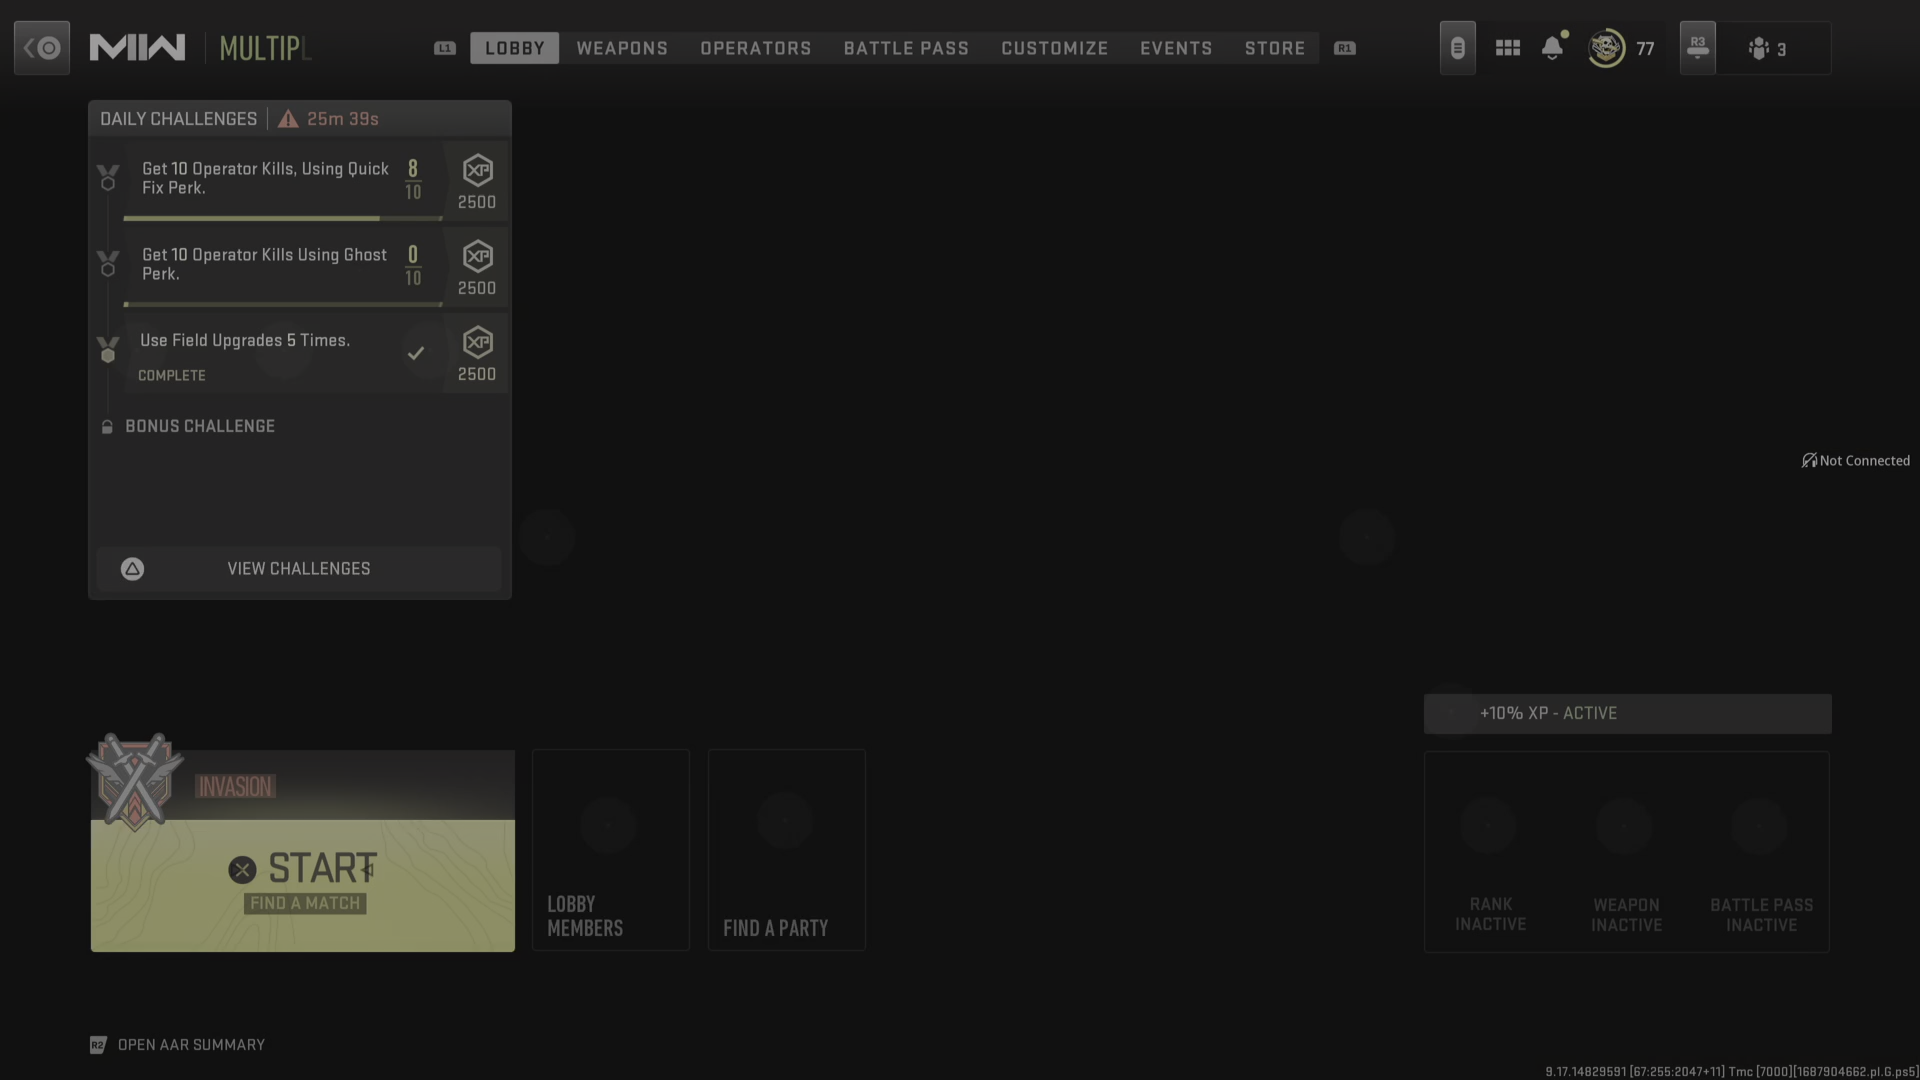 MW MULTIPL
L1 LOBBY WEAPONS OPERATORS BATTLE PASS CUSTOMIZE EVENTS STORE R1
77
R3
3
DAILY CHALLENGES 25m 39s
Get 10 Operator Kills, Using Quick
Fix Perk.
8
10
XP
2500
Get 10 Operator Kills Using Ghost
Perk.
0
10
XP
2500
Use Field Upgrades 5 Times.
COMPLETE
XP
2500
BONUS CHALLENGE
VIEW CHALLENGES
Not Connected
+10% XP - ACTIVE
INVASION
START
FIND A MATCH
LOBBY
MEMBERS
FIND A PARTY
RANK
INACTIVE
WEAPON
INACTIVE
BATTLE PASS
INACTIVE
R2 OPEN AAR SUMMARY
9.17.14829591 [67:255:2047+11] Tmc [7000][1687904662.pl.G.ps5]